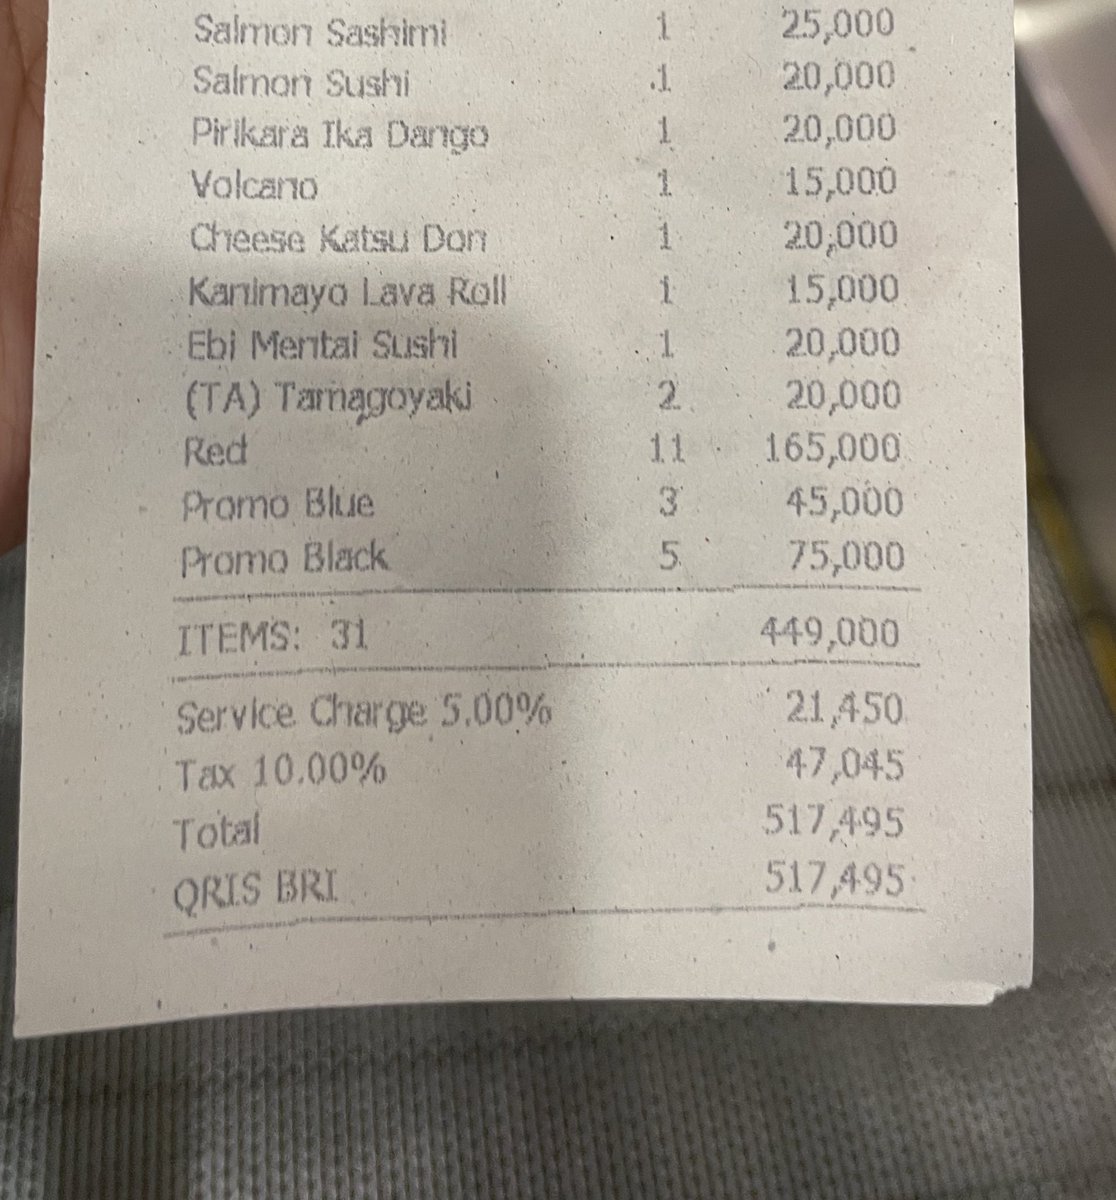 Salmon Sashimi 1 25,000
Salmon Sushi 1 20,000
Pirikara Ika Dango 1 20,000
Volcano 1 15,000
Cheese Katsu Don 1 20,000
Kanimayo Lava Roll 1 15,000
Ebi Mentai Sushi 1 20,000
(TA) Tamagoyaki 2 20,000
Red 11 165,000
Promo Blue 3 45,000
Promo Black 5 75,000
ITEMS: 31 449,000
Service Charge 5.00% 21,450
Tax 10.00% 47,045
Total 517,495
QRIS BRI 517,495